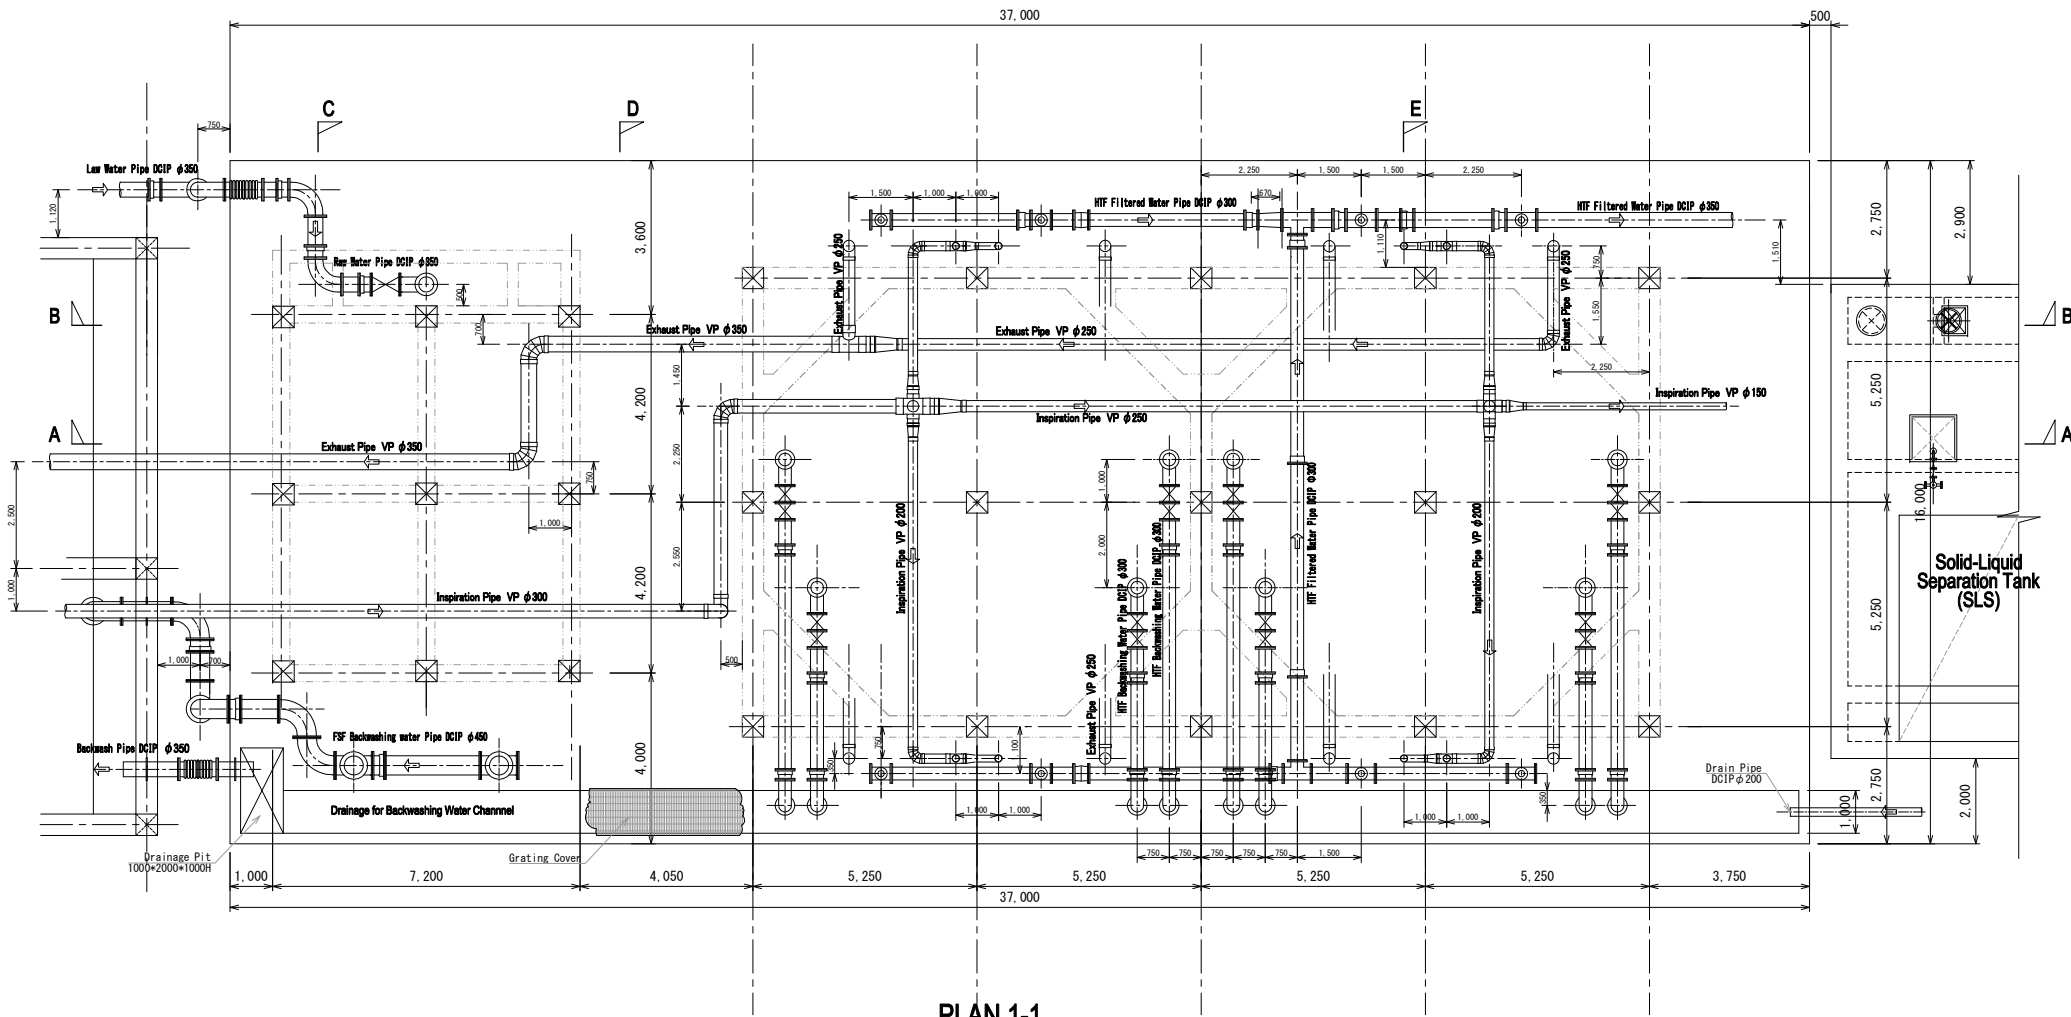 37,000
500
C
D
E
750
Law Water Pipe DCIP φ350
1,120
2,250
1,500
1,500
2,250
1,500
1,000
1,000
670
HTF Filtered Water Pipe DCIP φ300
HTF Filtered Water Pipe DCIP φ350
3,600
2,750
2,900
1,110
1,510
Exhaust Pipe VP φ250
Exhaust Pipe VP φ250
750
1,550
Raw Water Pipe DCIP φ350
500
B
B
700
Exhaust Pipe VP φ350
Exhaust Pipe VP φ250
2,250
1,450
4,200
5,250
Inspiration Pipe VP φ150
Inspiration Pipe VP φ250
A
A
Exhaust Pipe VP φ350
750
2,250
1,000
2,500
1,000
16,000
Inspiration Pipe VP φ200
HTF Filtered Water Pipe DCIP φ300
Inspiration Pipe VP φ200
2,550
2,000
HTF Backwashing Water Pipe DCIP φ300
HTF Backwashing Water Pipe DCIP φ300
4,200
5,250
Solid-Liquid
Separation Tank
(SLS)
1,000
Inspiration Pipe VP φ300
1,000
700
500
Exhaust Pipe VP φ250
FSF Backwashing water Pipe DCIP φ450
Backwash Pipe DCIP φ350
4,000
750
350
100
Drain Pipe
DCIPφ200
2,750
350
1,000
2,000
Drainage for Backwashing Water Channnel
1,000
1,000
1,000
1,000
Drainage Pit
1000*2000*1000H
Grating Cover
750
750
750
750
750
1,500
1,000
7,200
4,050
5,250
5,250
5,250
5,250
3,750
37,000
PLAN 1-1